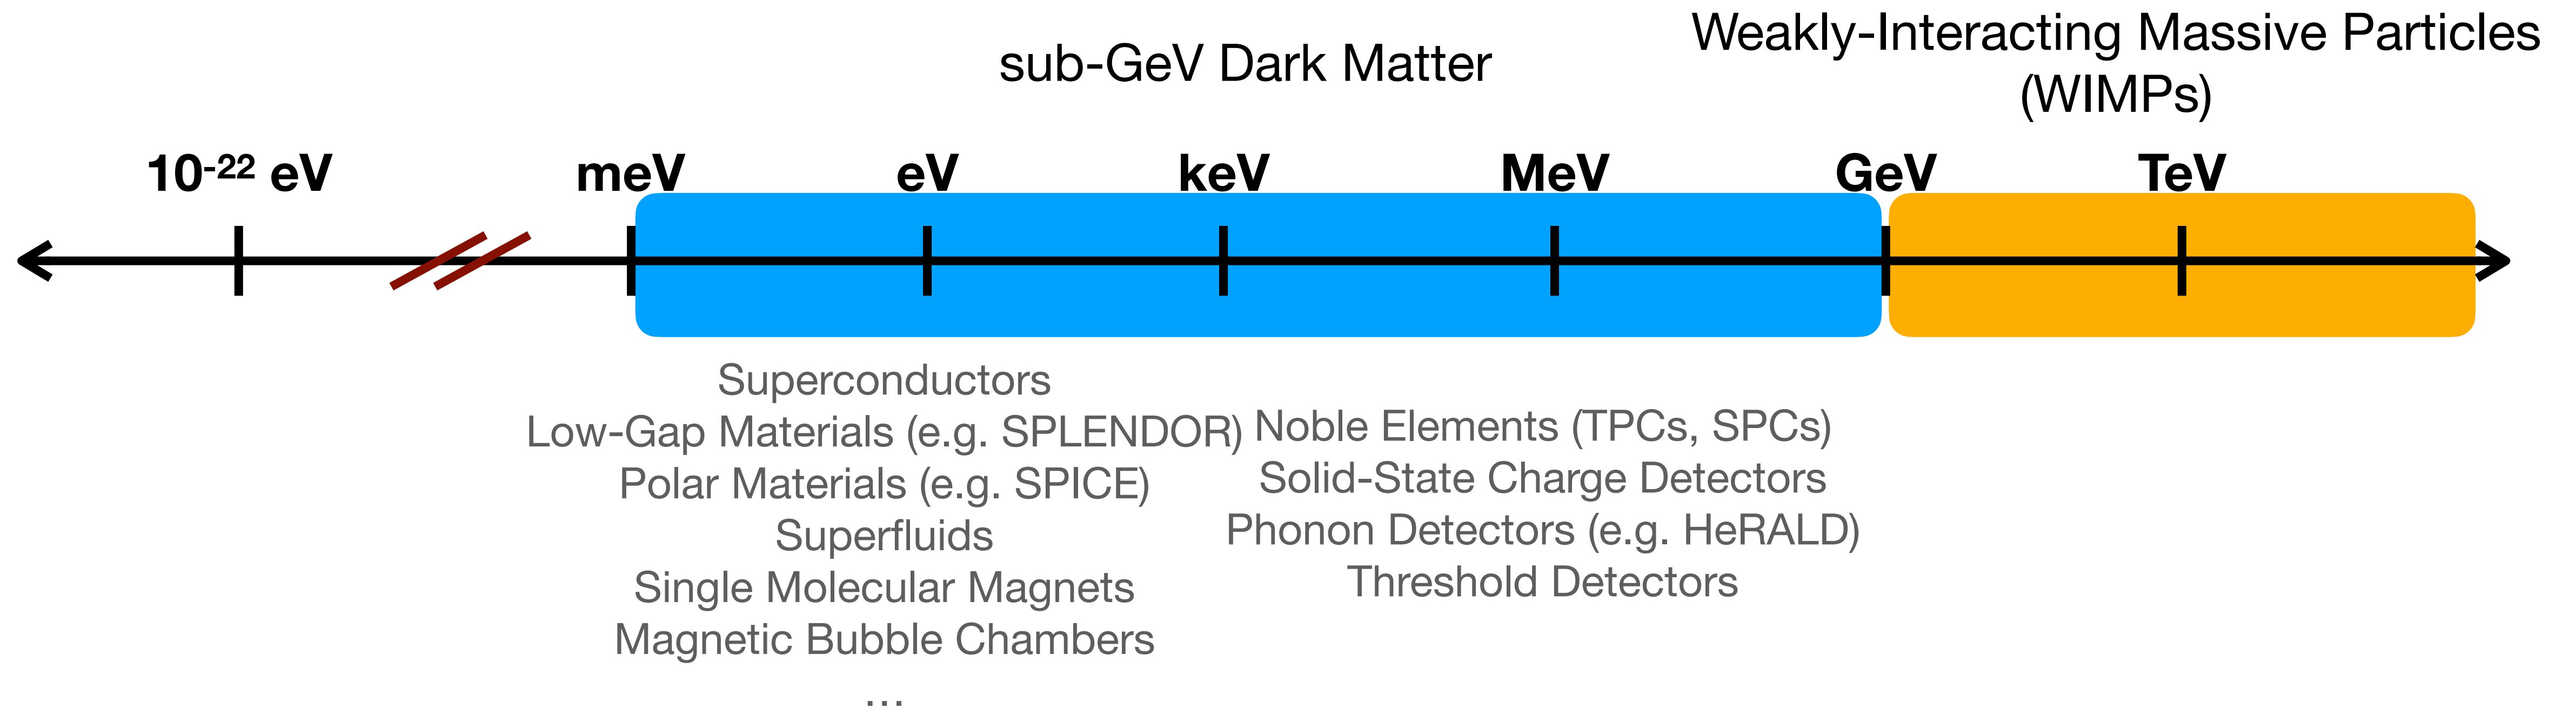 Weakly-Interacting Massive Particles
(WIMPs)
sub-GeV Dark Matter
10⁻²² eV
meV
eV
keV
MeV
GeV
TeV
Superconductors
Low-Gap Materials (e.g. SPLENDOR)
Polar Materials (e.g. SPICE)
Superfluids
Single Molecular Magnets
Magnetic Bubble Chambers
...
Noble Elements (TPCs, SPCs)
Solid-State Charge Detectors
Phonon Detectors (e.g. HeRALD)
Threshold Detectors